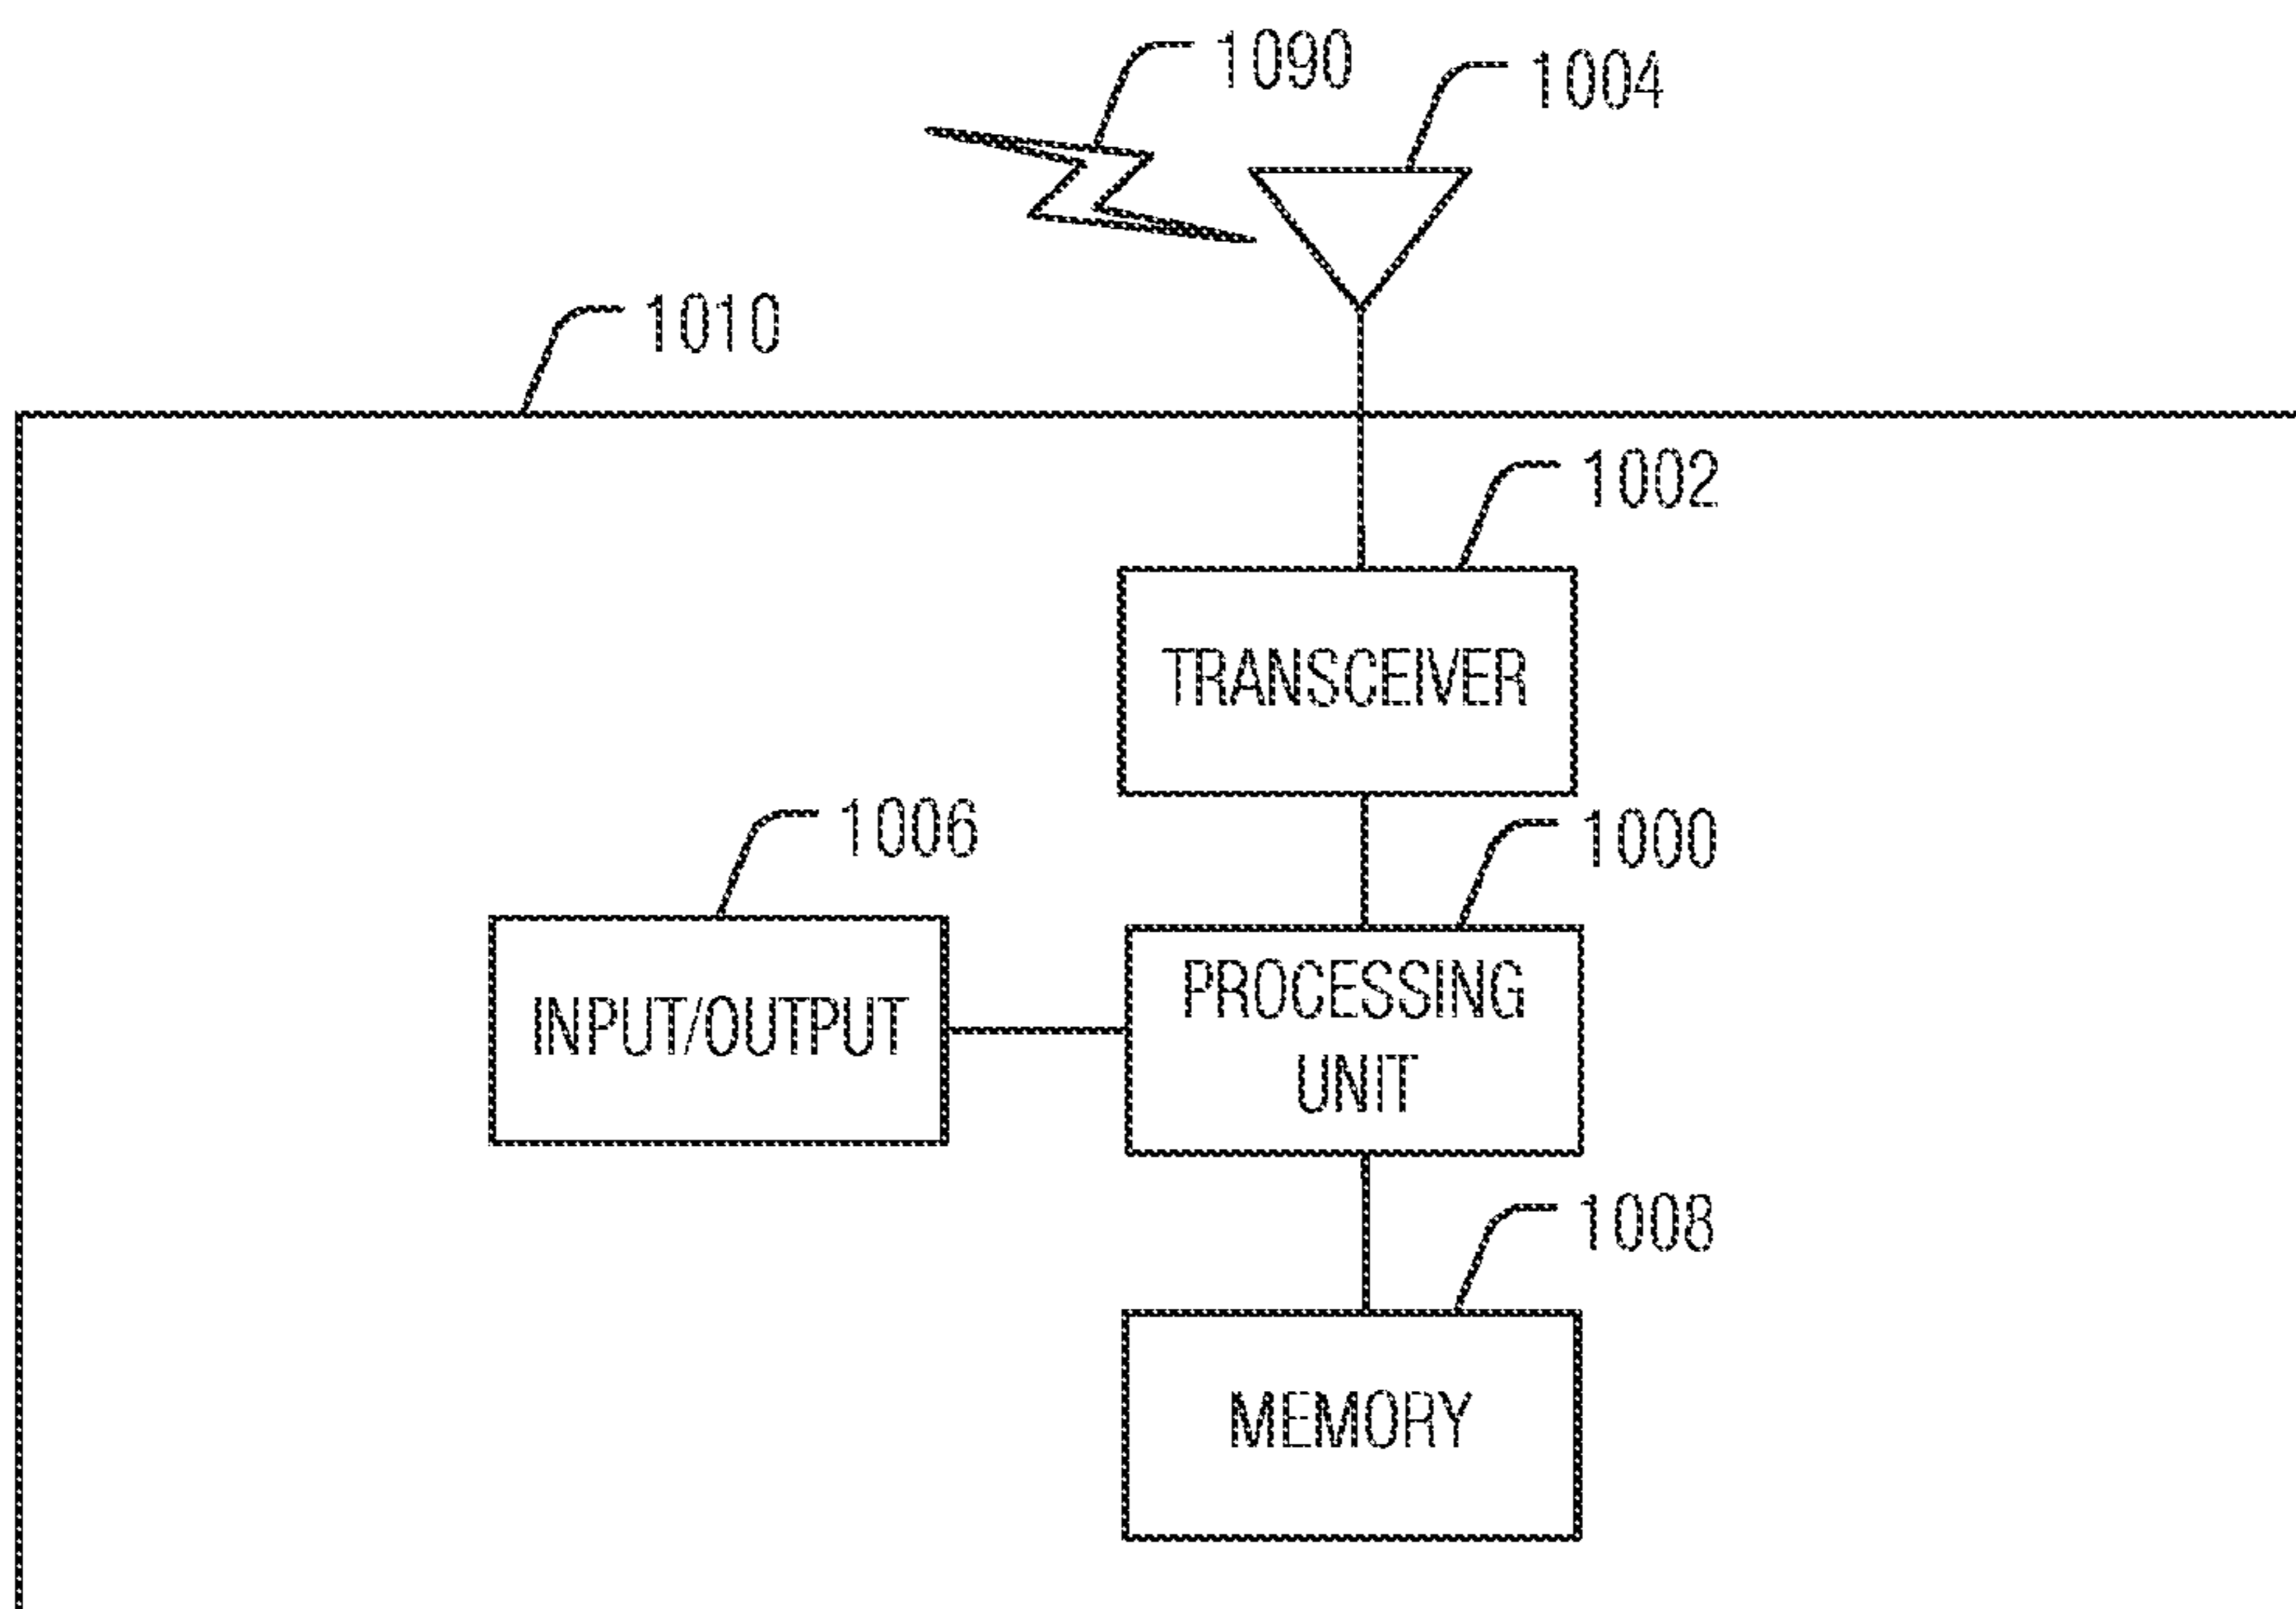 1090
1004
1010
1002
TRANSCEIVER
1006
1000
INPUT/OUTPUT
PROCESSING
UNIT
1008
MEMORY